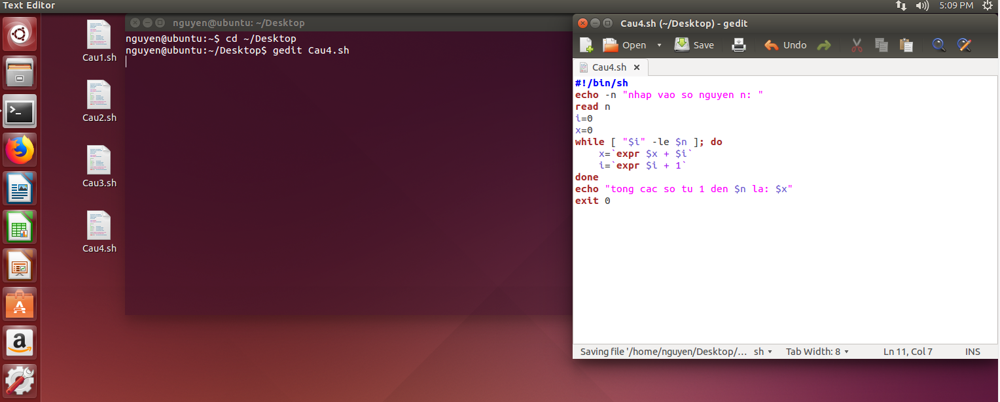 Text Editor
5:09 PM
Cau1.sh
Cau2.sh
Cau3.sh
Cau4.sh
nguyen@ubuntu: ~/Desktop
nguyen@ubuntu:~$ cd ~/Desktop
nguyen@ubuntu:~/Desktop$ gedit Cau4.sh
Cau4.sh (~/Desktop) - gedit
Open Save Undo
Cau4.sh
#!/bin/sh
echo -n "nhap vao so nguyen n: "
read n
i=0
x=0
while [ "$i" -le $n ]; do
    x=`expr $x + $i`
    i=`expr $i + 1`
done
echo "tong cac so tu 1 den $n la: $x"
exit 0
Saving file '/home/nguyen/Desktop/... sh Tab Width: 8 Ln 11, Col 7 INS